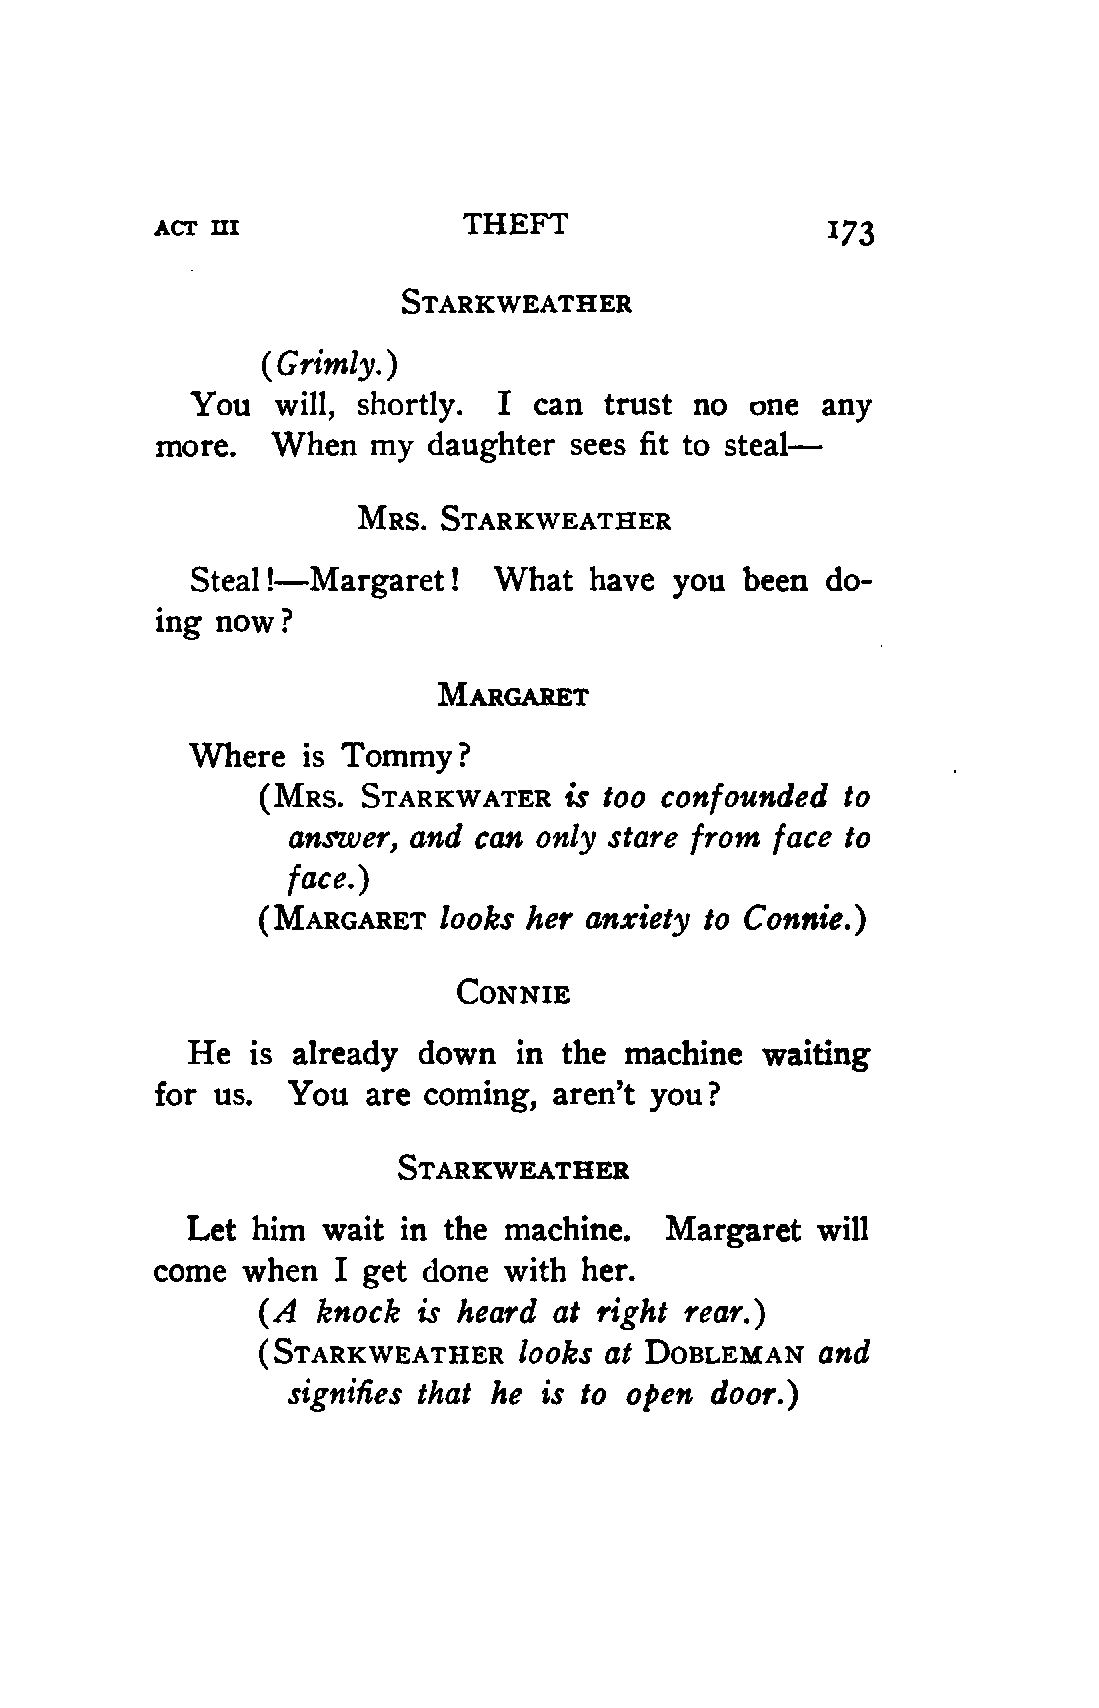 ACT III THEFT 173
STARKWEATHER
(Grimly.)
You will, shortly. I can trust no one any
more. When my daughter sees fit to steal—
MRS. STARKWEATHER
Steal!—Margaret! What have you been do-
ing now?
MARGARET
Where is Tommy?
(MRS. STARKWATER is too confounded to
answer, and can only stare from face to
face.)
(MARGARET looks her anxiety to Connie.)
CONNIE
He is already down in the machine waiting
for us. You are coming, aren't you?
STARKWEATHER
Let him wait in the machine. Margaret will
come when I get done with her.
(A knock is heard at right rear.)
(STARKWEATHER looks at DOBLEMAN and
signifies that he is to open door.)